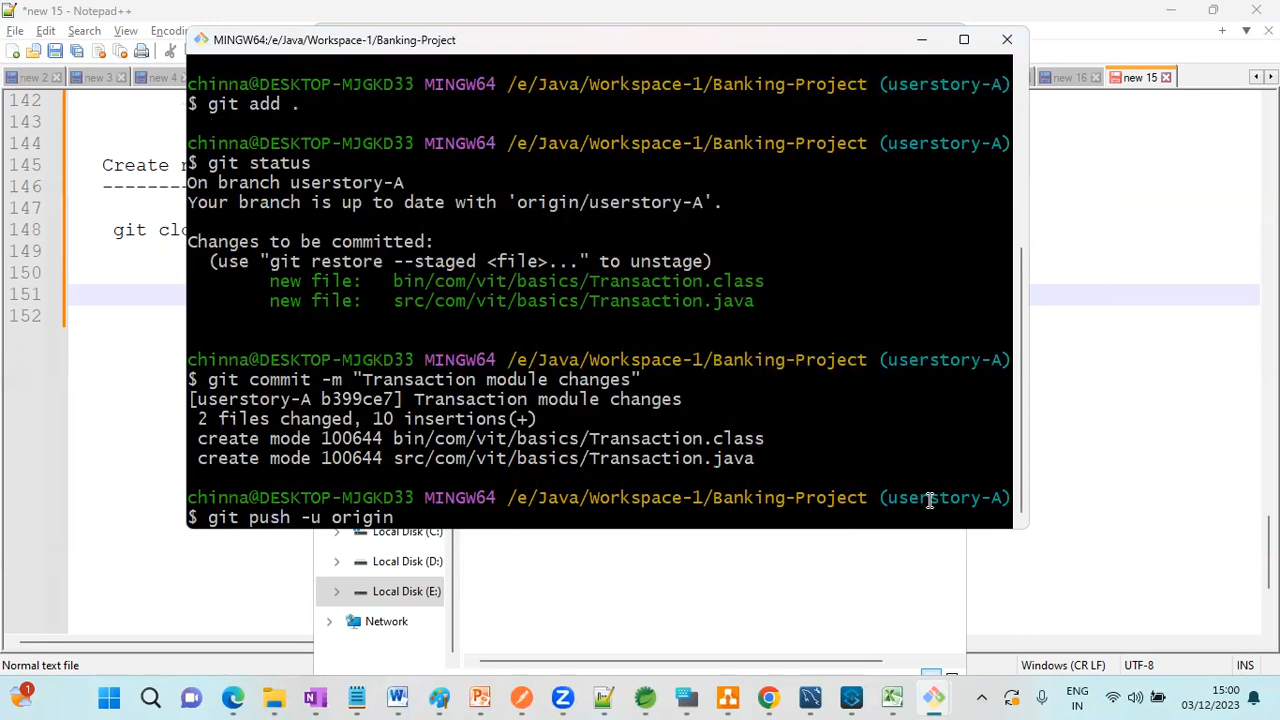 *new 15 - Notepad++
MINGW64:/e/Java/Workspace-1/Banking-Project
File Edit Search View Encodin
new 2 new 3 new 4 new 16 new 15
chinna@DESKTOP-MJGKD33 MINGW64 /e/Java/Workspace-1/Banking-Project (userstory-A)
$ git add .
chinna@DESKTOP-MJGKD33 MINGW64 /e/Java/Workspace-1/Banking-Project (userstory-A)
$ git status
On branch userstory-A
Your branch is up to date with 'origin/userstory-A'.
Changes to be committed:
(use "git restore --staged <file>..." to unstage)
new file: bin/com/vit/basics/Transaction.class
new file: src/com/vit/basics/Transaction.java
chinna@DESKTOP-MJGKD33 MINGW64 /e/Java/Workspace-1/Banking-Project (userstory-A)
$ git commit -m "Transaction module changes"
[userstory-A b399ce7] Transaction module changes
2 files changed, 10 insertions(+)
create mode 100644 bin/com/vit/basics/Transaction.class
create mode 100644 src/com/vit/basics/Transaction.java
chinna@DESKTOP-MJGKD33 MINGW64 /e/Java/Workspace-1/Banking-Project (userstory-A)
$ git push -u origin
142
143
144
145 Create r
146 --------
147
148 git clo
149
150
151
152
Local Disk (C:)
Local Disk (D:)
Local Disk (E:)
Network
Normal text file Windows (CR LF) UTF-8 INS
1
ENG
IN
15:00
03/12/2023